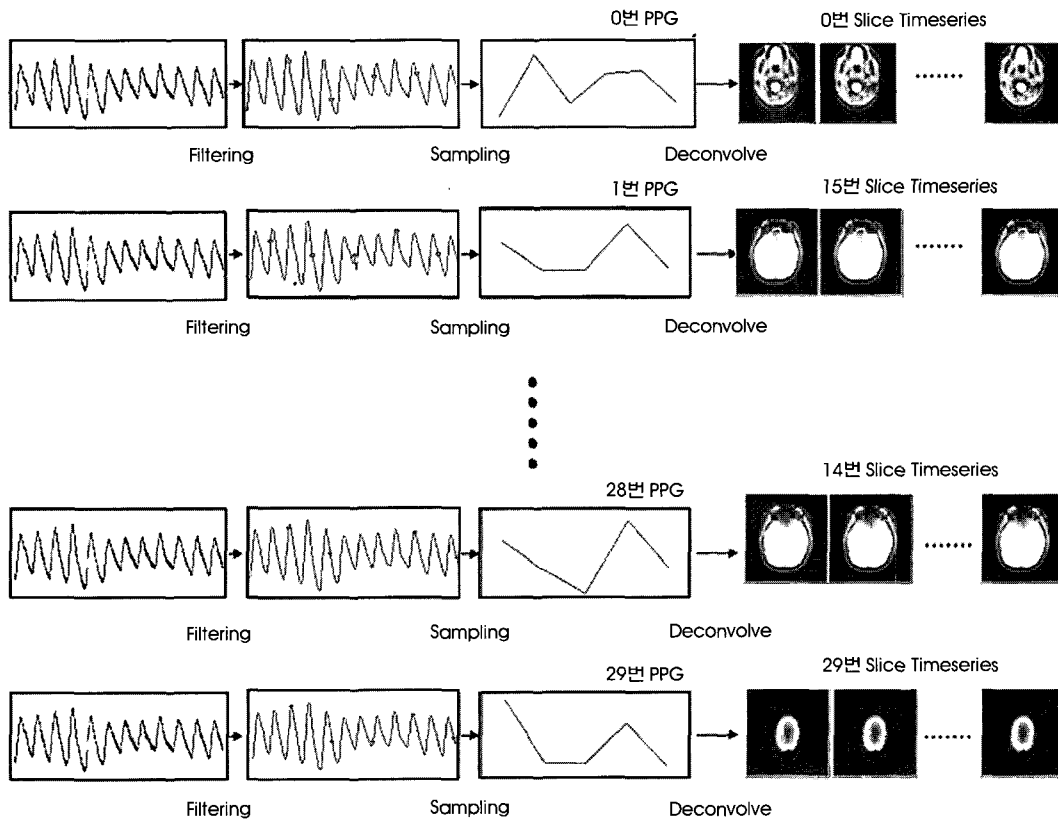 0번 PPG
0번 Slice Timeseries
Filtering
Sampling
Deconvolve
1번 PPG
15번 Slice Timeseries
Filtering
Sampling
Deconvolve
28번 PPG
14번 Slice Timeseries
Filtering
Sampling
Deconvolve
29번 PPG
29번 Slice Timeseries
Filtering
Sampling
Deconvolve